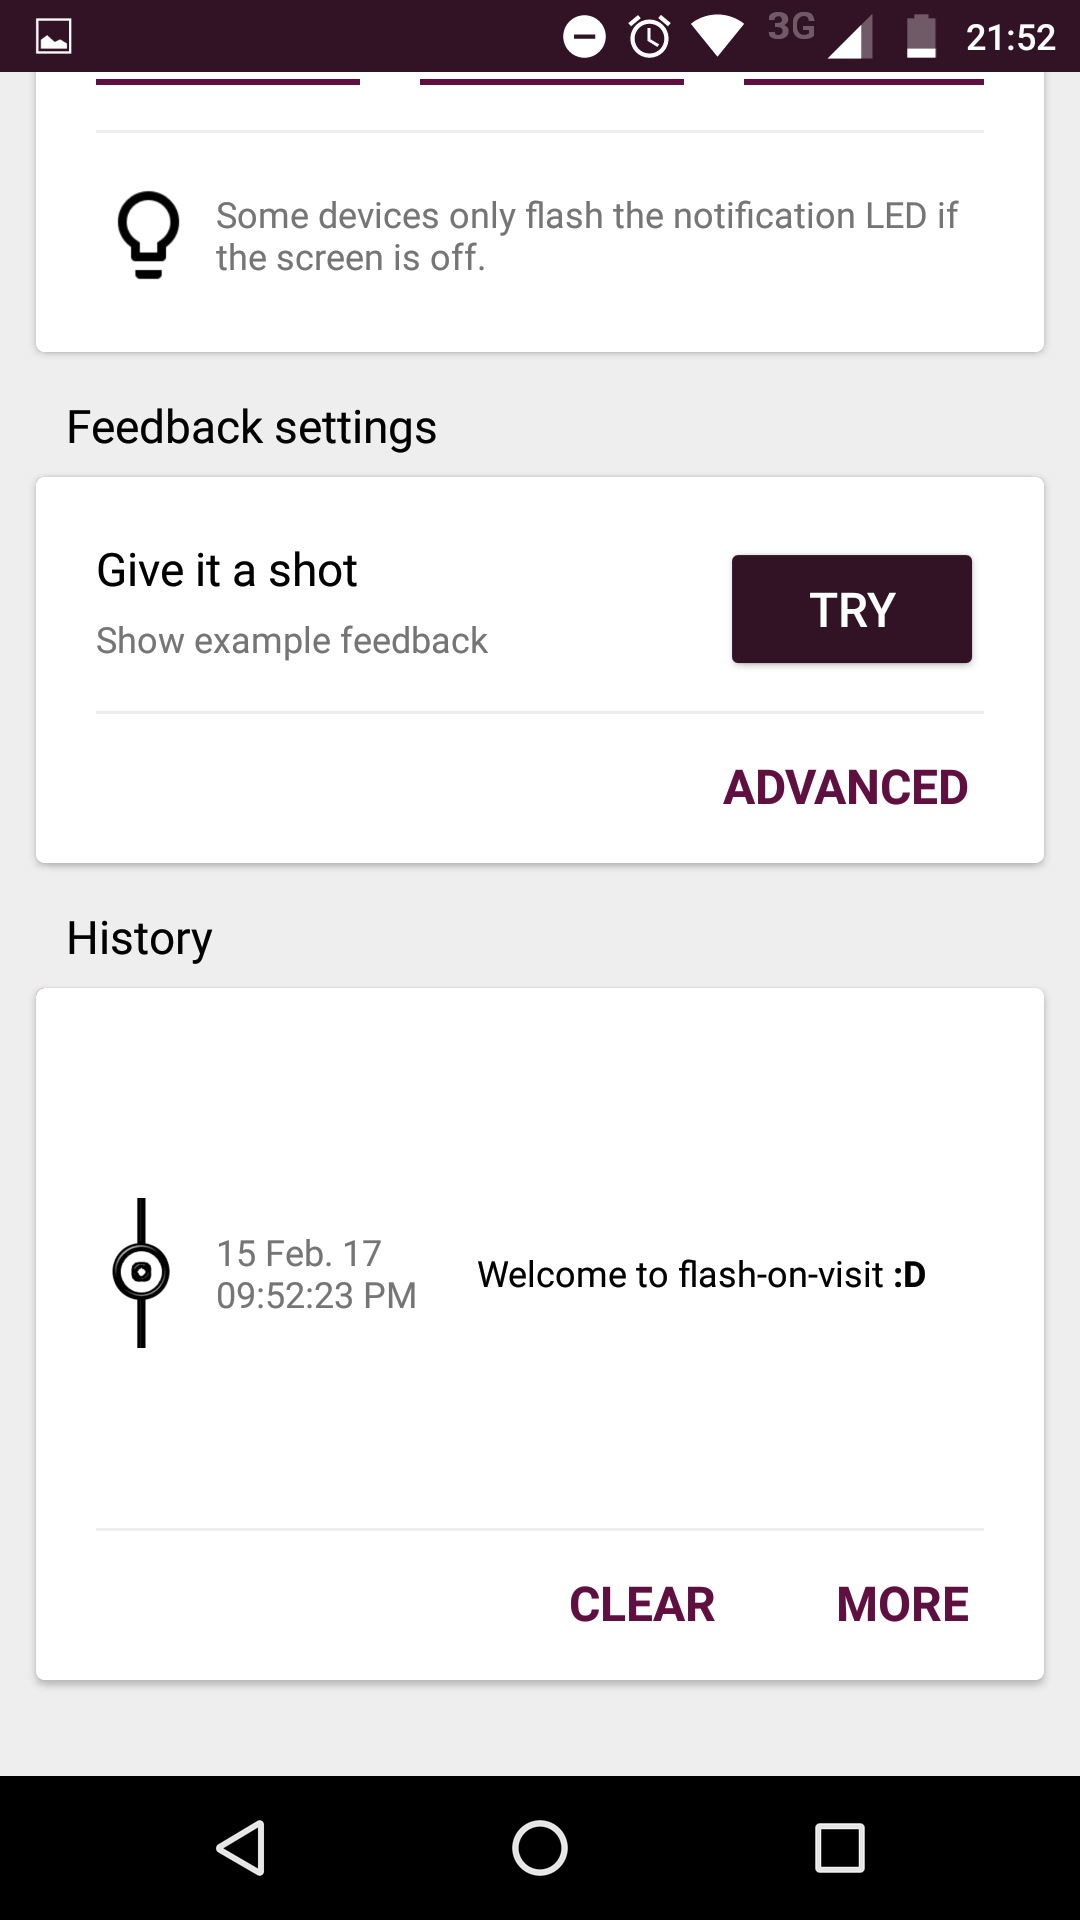 3G 21:52
Some devices only flash the notification LED if
the screen is off.
Feedback settings
Give it a shot
Show example feedback
TRY
ADVANCED
History
15 Feb. 17
09:52:23 PM
Welcome to flash-on-visit :D
CLEAR MORE